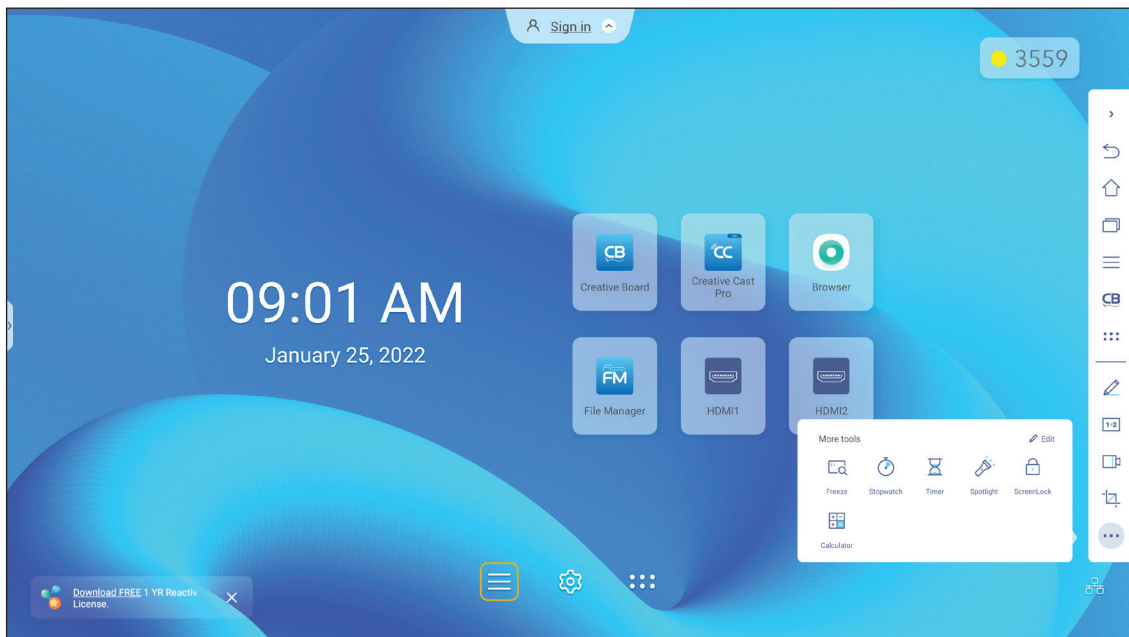 Sign in
3559
09:01 AM
January 25, 2022
CB
Creative Board
CC
Creative Cast
Pro
Browser
FM
File Manager
HDMI1
HDMI2
More tools
Edit
Freeze
Stopwatch
Timer
Spotlight
ScreenLock
Calculator
CB
1·2
Download FREE 1 YR Reactiv
License.